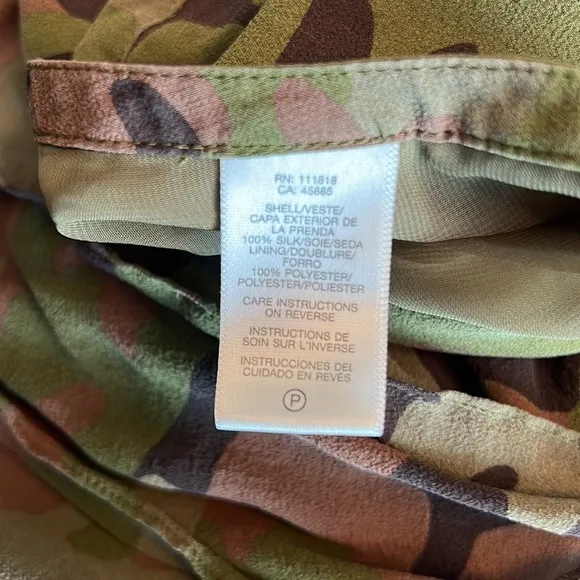 RN: 111818
CA: 45885
SHELL/VESTE/
CAPA EXTERIOR DE
LA PRENDA
100% SILK/SOIE/SEDA
LINING/DOUBLURE/
FORRO
100% POLYESTER/
POLYESTER/POLIESTER
CARE INSTRUCTIONS
ON REVERSE
INSTRUCTIONS DE
SOIN SUR L'INVERSE
INSTRUCCIONES DEL
CUIDADO EN REVES
P